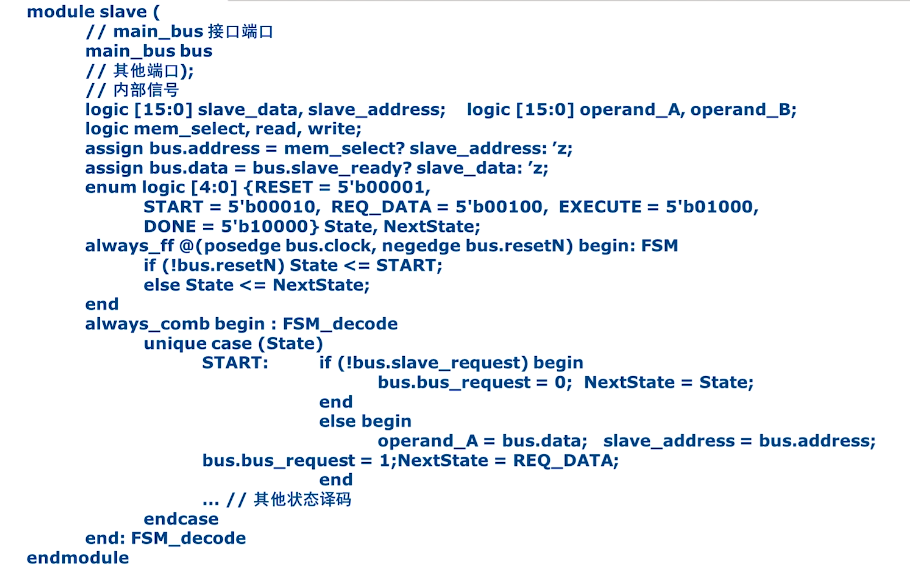 module slave (
// main_bus 接口端口
main_bus bus
// 其他端口);
// 内部信号
logic [15:0] slave_data, slave_address; logic [15:0] operand_A, operand_B;
logic mem_select, read, write;
assign bus.address = mem_select? slave_address: ’z;
assign bus.data = bus.slave_ready? slave_data: ’z;
enum logic [4:0] {RESET = 5'b00001,
START = 5'b00010, REQ_DATA = 5'b00100, EXECUTE = 5'b01000,
DONE = 5'b10000} State, NextState;
always_ff @(posedge bus.clock, negedge bus.resetN) begin: FSM
if (!bus.resetN) State <= START;
else State <= NextState;
end
always_comb begin : FSM_decode
unique case (State)
START: if (!bus.slave_request) begin
bus.bus_request = 0; NextState = State;
end
else begin
operand_A = bus.data; slave_address = bus.address;
bus.bus_request = 1;NextState = REQ_DATA;
end
... // 其他状态译码
endcase
end: FSM_decode
endmodule